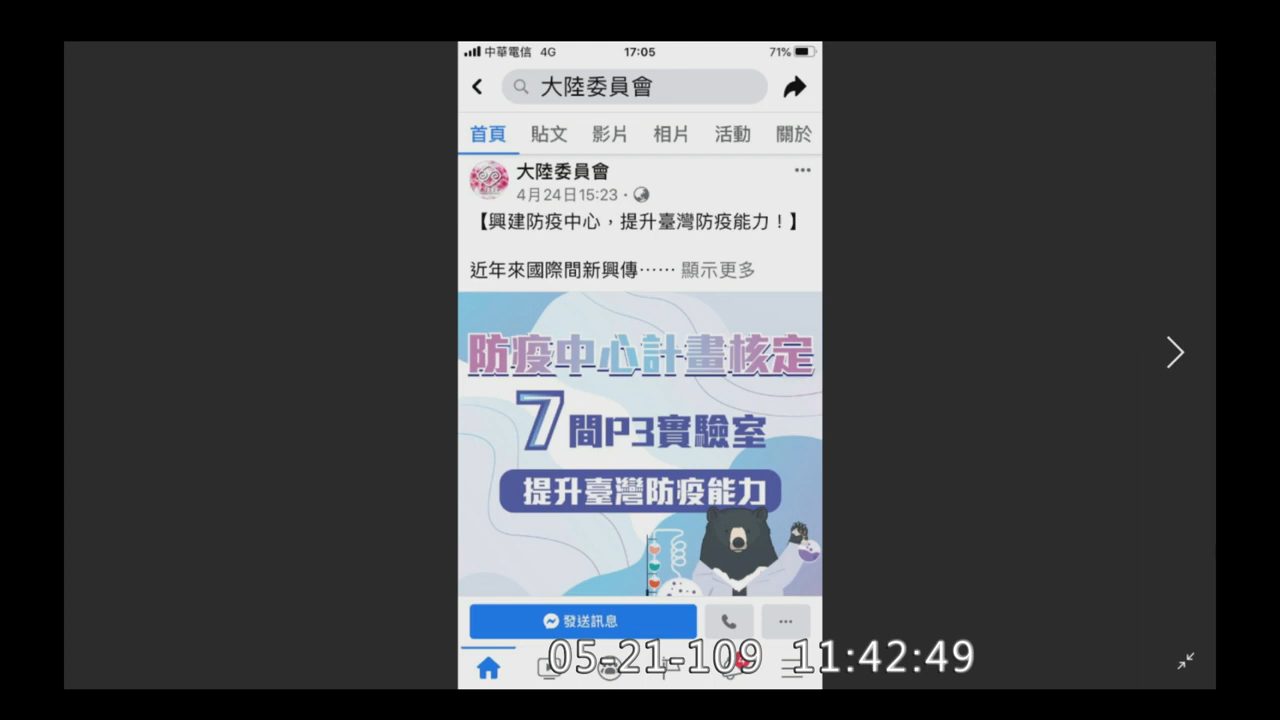 中華電信 4G 17:05 71%
大陸委員會
首頁 貼文 影片 相片 活動 關於
大陸委員會
4月24日15:23
【興建防疫中心，提升臺灣防疫能力！】
近年來國際間新興傳⋯⋯ 顯示更多
防疫中心計畫核定
7間P3實驗室
提升臺灣防疫能力
發送訊息
05-21-109 11:42:49